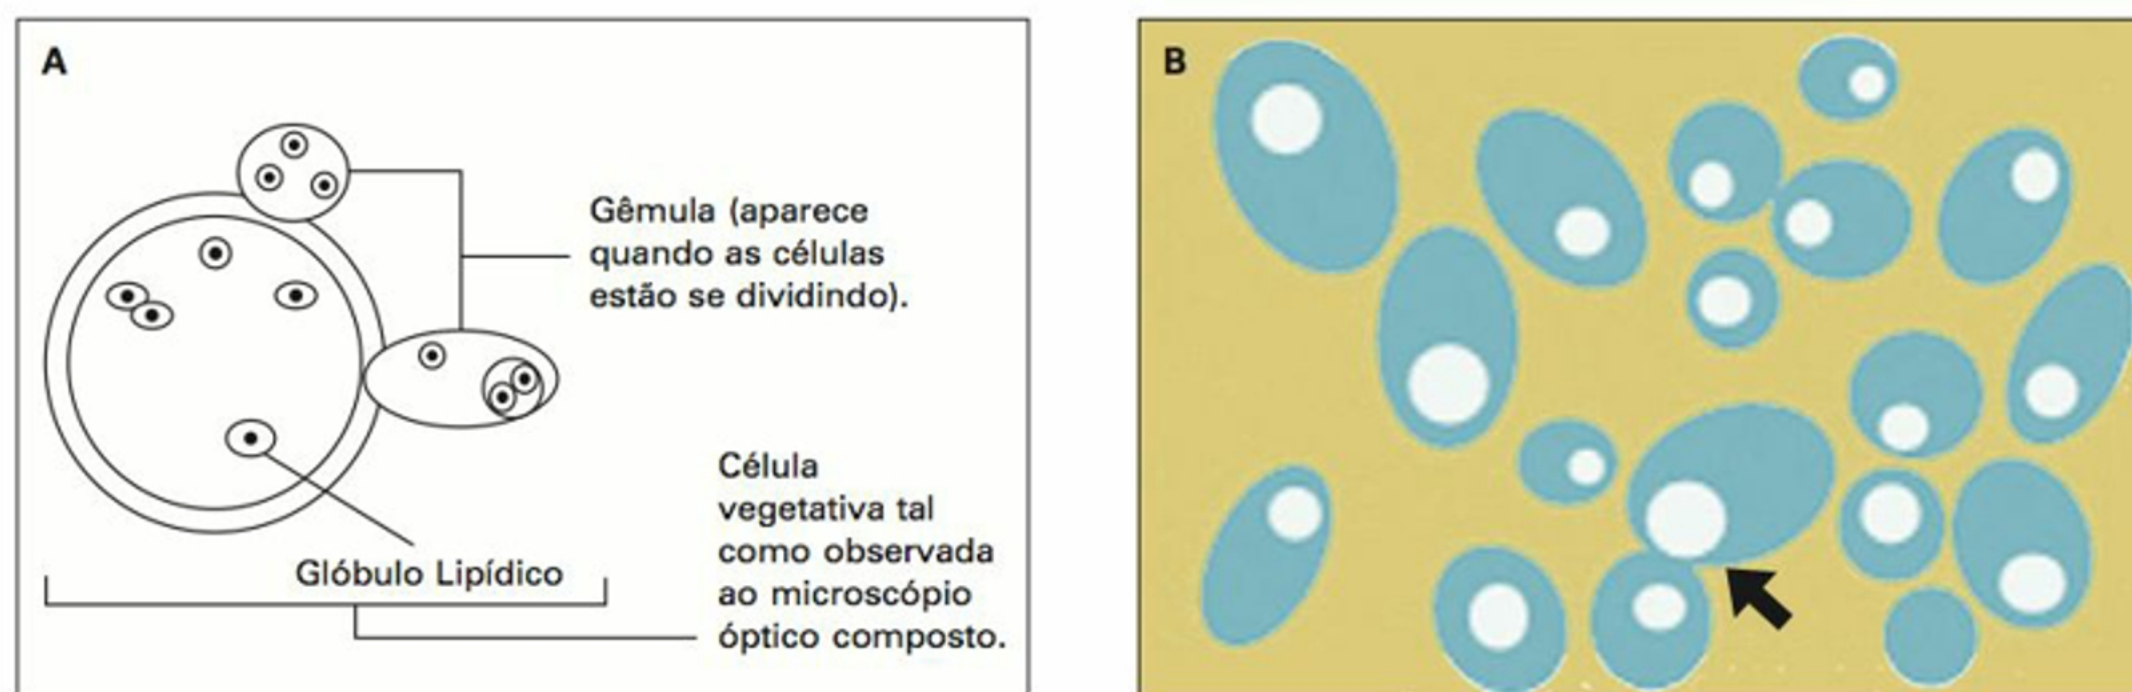 A
Gêmula (aparece
quando as células
estão se dividindo).
Glóbulo Lipídico
Célula
vegetativa tal
como observada
ao microscópio
óptico composto.
B